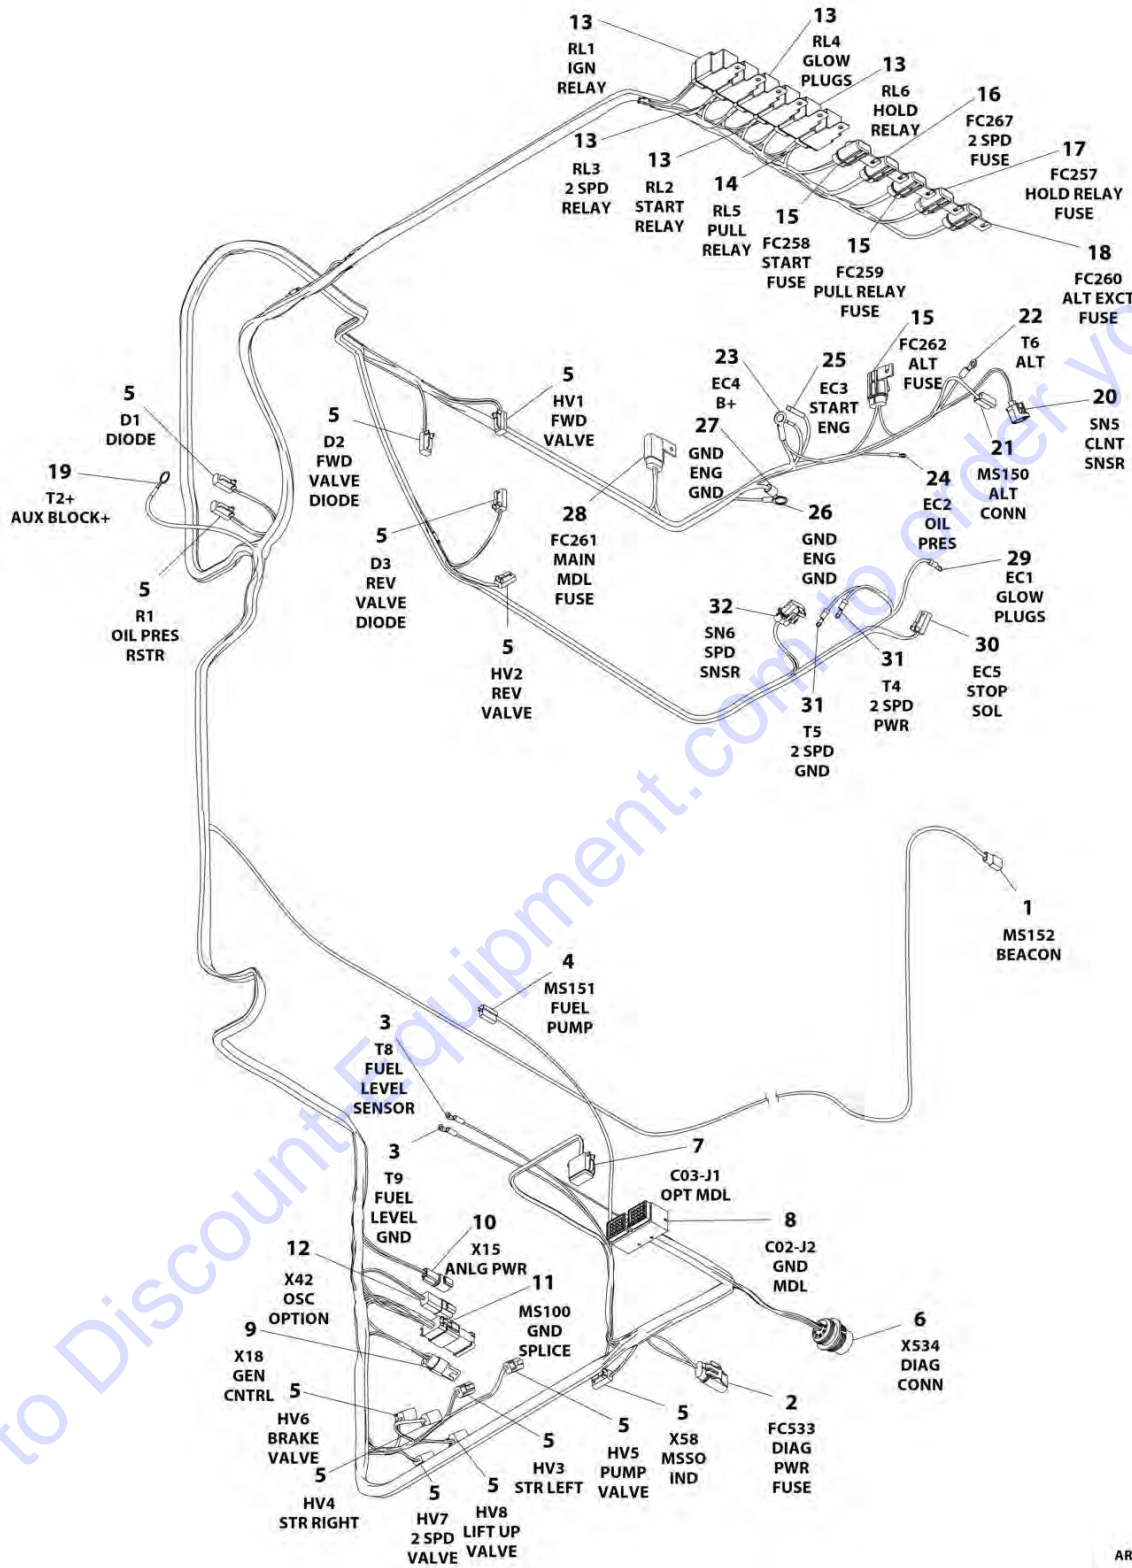 13
RL1
IGN
RELAY
13
RL4
GLOW
PLUGS
13
RL6
HOLD
RELAY
16
FC267
2 SPD
FUSE
17
FC257
HOLD RELAY
FUSE
13
RL3
2 SPD
RELAY
13
RL2
START
RELAY
14
RL5
PULL
RELAY
15
FC258
START
FUSE
15
FC259
PULL RELAY
FUSE
18
FC260
ALT EXCT
FUSE
5
D1
DIODE
19
T2+
AUX BLOCK+
5
R1
OIL PRES
RSTR
5
D2
FWD
VALVE
DIODE
5
HV1
FWD
VALVE
5
D3
REV
VALVE
DIODE
5
HV2
REV
VALVE
28
FC261
MAIN
MDL
FUSE
27
GND
ENG
GND
23
EC4
B+
25
EC3
START
ENG
15
FC262
ALT
FUSE
22
T6
ALT
20
SN5
CLNT
SNSR
21
MS150
ALT
CONN
24
EC2
OIL
PRES
26
GND
ENG
GND
29
EC1
GLOW
PLUGS
32
SN6
SPD
SNSR
31
T5
2 SPD
GND
31
T4
2 SPD
PWR
30
EC5
STOP
SOL
1
MS152
BEACON
4
MS151
FUEL
PUMP
3
T8
FUEL
LEVEL
SENSOR
3
T9
FUEL
LEVEL
GND
7
C03-J1
OPT MDL
8
C02-J2
GND
MDL
10
X15
ANLG PWR
12
X42
OSC
OPTION
11
MS100
GND
SPLICE
9
X18
GEN
CNTRL
6
X534
DIAG
CONN
5
HV6
BRAKE
VALVE
5
HV4
STR RIGHT
5
HV7
2 SPD
VALVE
5
HV8
LIFT UP
VALVE
5
HV3
STR LEFT
5
HV5
PUMP
VALVE
5
X58
MSSO
IND
2
FC533
DIAG
PWR
FUSE
AR
to Discount-Equipment.com to order yo